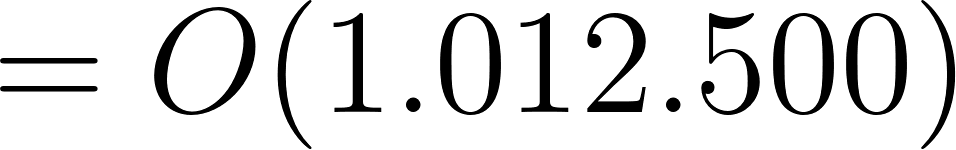 = O(1.012.500)